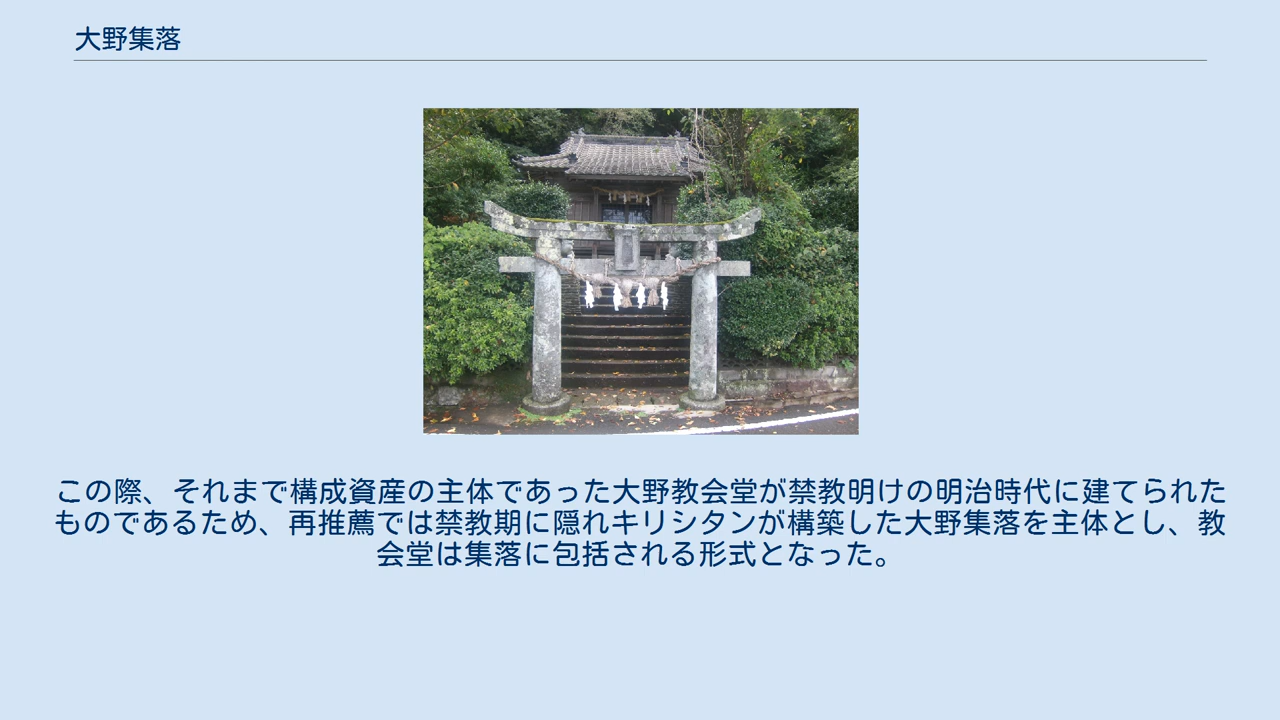 大野集落
この際、それまで構成資産の主体であった大野教会堂が禁教明けの明治時代に建てられた
ものであるため、再推薦では禁教期に隠れキリシタンが構築した大野集落を主体とし、教
会堂は集落に包括される形式となった。